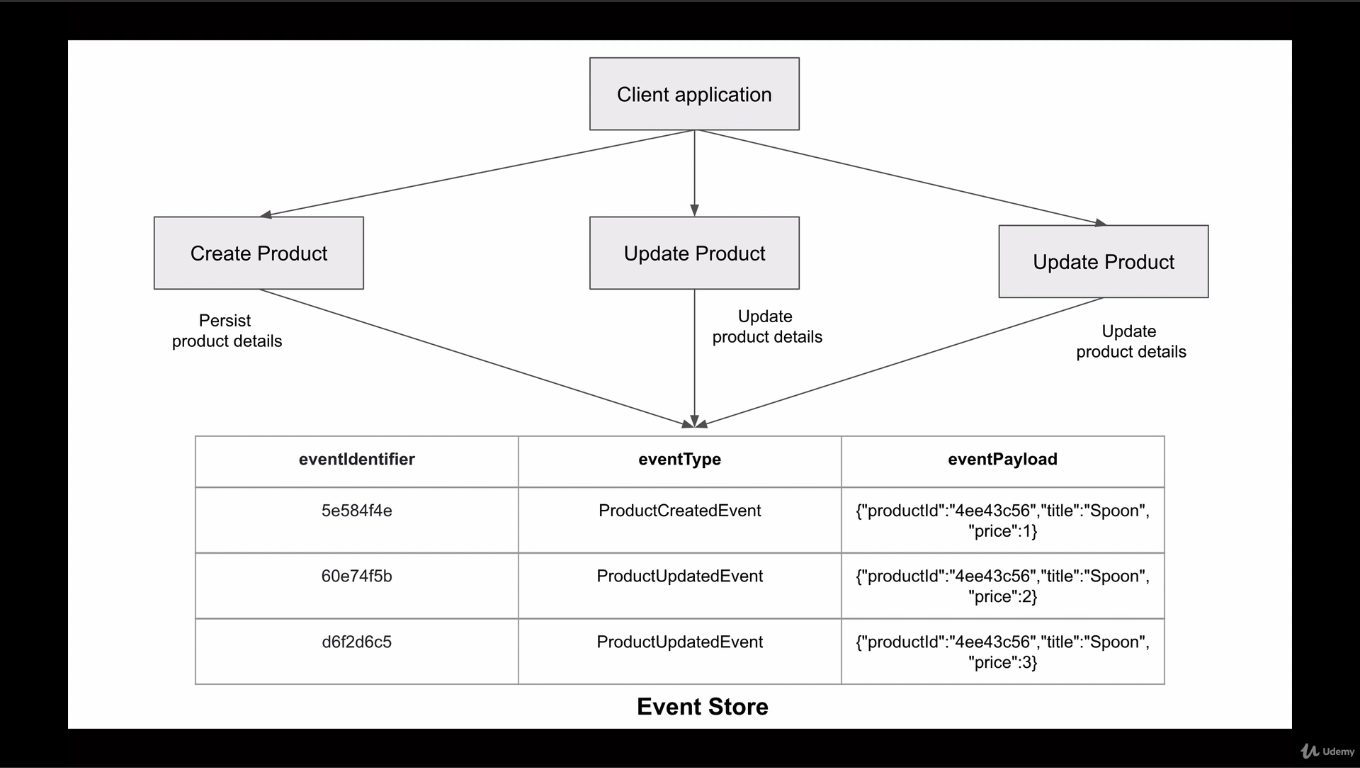 Client application
Create Product
Update Product
Update Product
Persist
product details
Update
product details
Update
product details
eventIdentifier
eventType
eventPayload
5e584f4e
ProductCreatedEvent
{"productId":"4ee43c56","title":"Spoon",
"price":1}
60e74f5b
ProductUpdatedEvent
{"productId":"4ee43c56","title":"Spoon",
"price":2}
d6f2d6c5
ProductUpdatedEvent
{"productId":"4ee43c56","title":"Spoon",
"price":3}
Event Store
Udemy